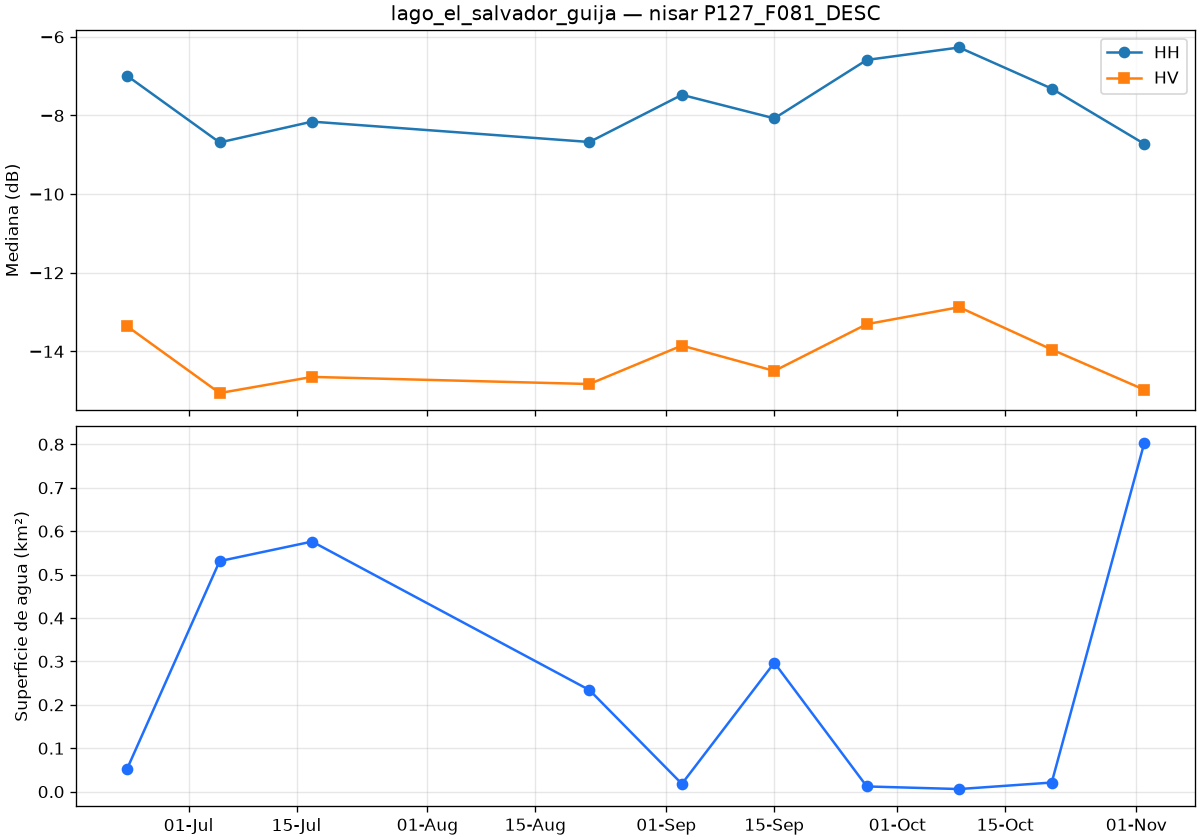 lago_el_salvador_guija — nisar P127_F081_DESC
HH
HV
Mediana (dB)
−6
−8
−10
−12
−14
Superficie de agua (km²)
0.8
0.7
0.6
0.5
0.4
0.3
0.2
0.1
0.0
01-Jul 15-Jul 01-Aug 15-Aug 01-Sep 15-Sep 01-Oct 15-Oct 01-Nov